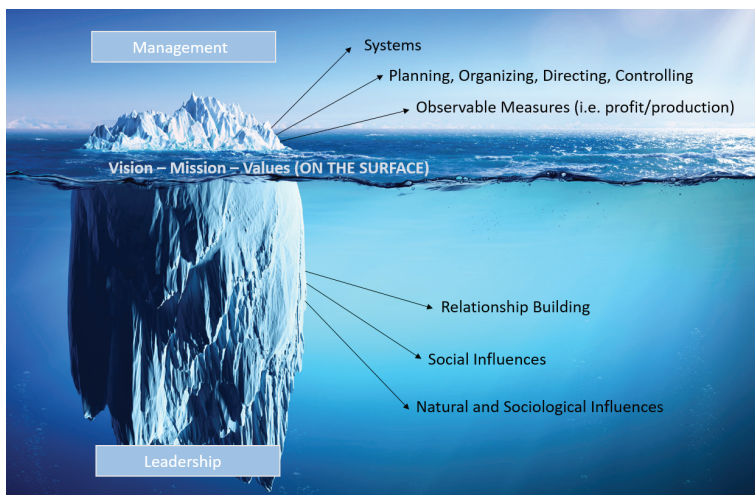 Management
Systems
Planning, Organizing, Directing, Controlling
Observable Measures (i.e. profit/production)
Vision – Mission – Values (ON THE SURFACE)
Relationship Building
Social Influences
Natural and Sociological Influences
Leadership